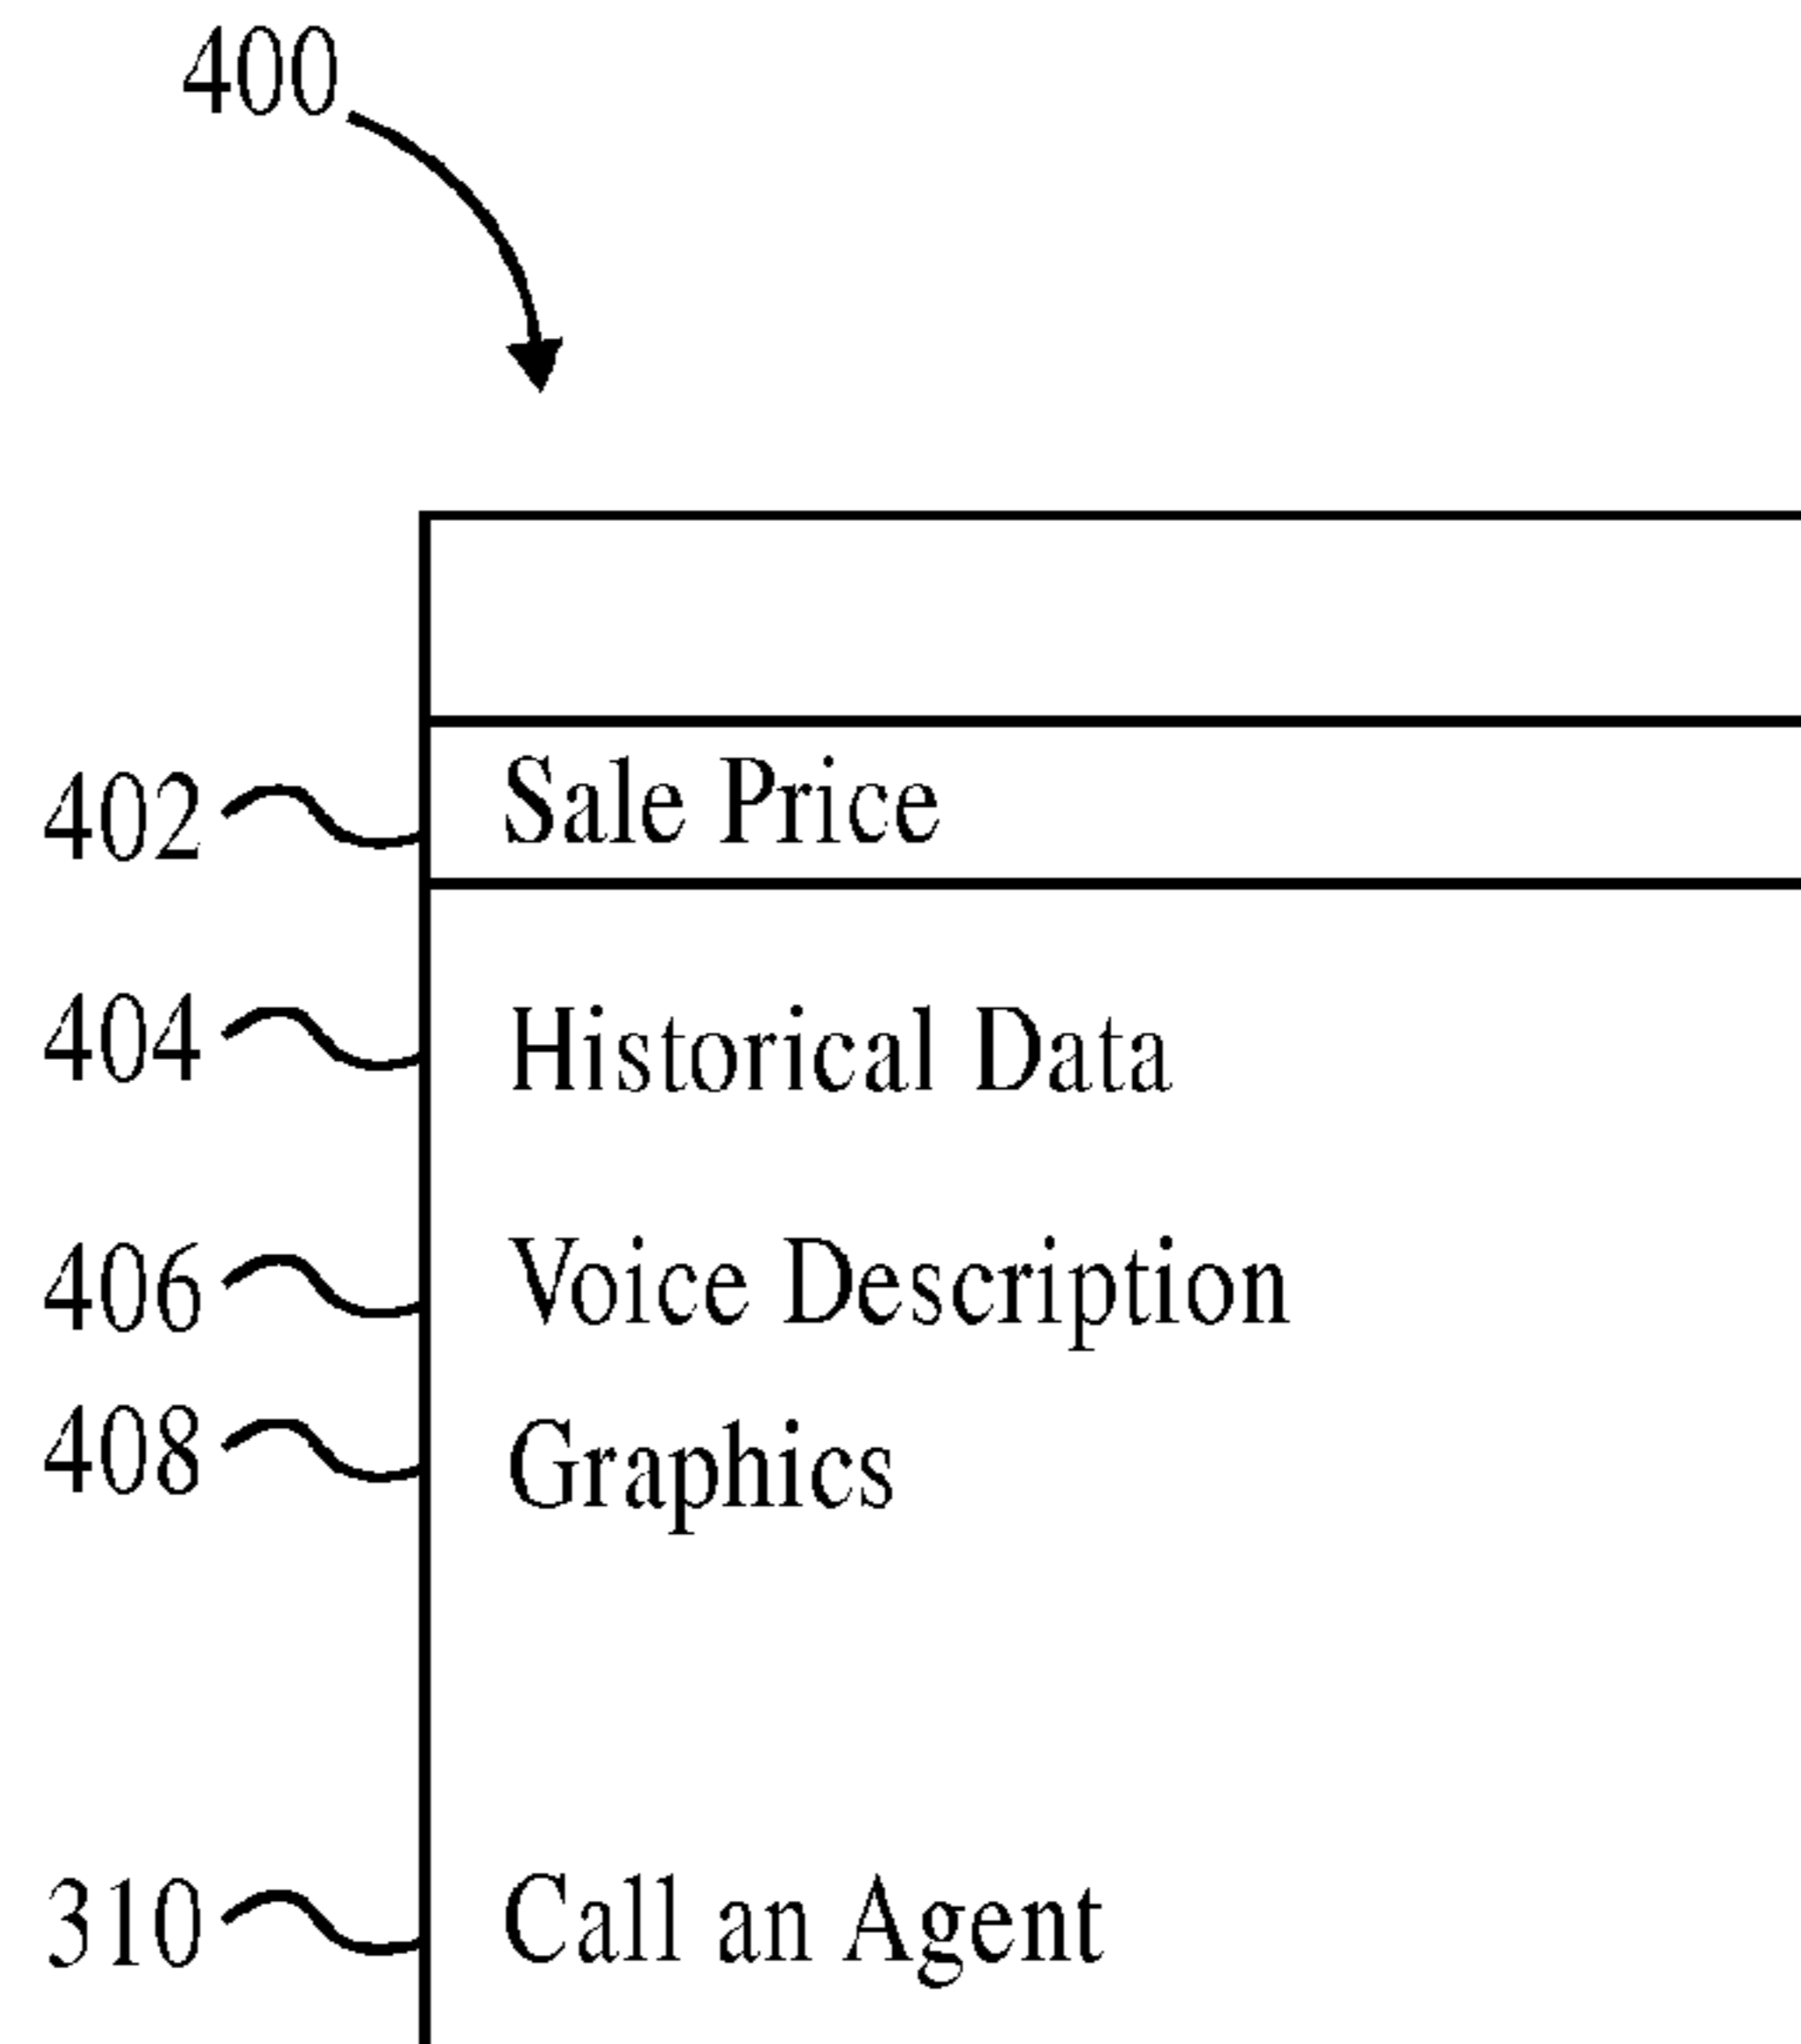 400
402 Sale Price
404 Historical Data
406 Voice Description
408 Graphics
310 Call an Agent